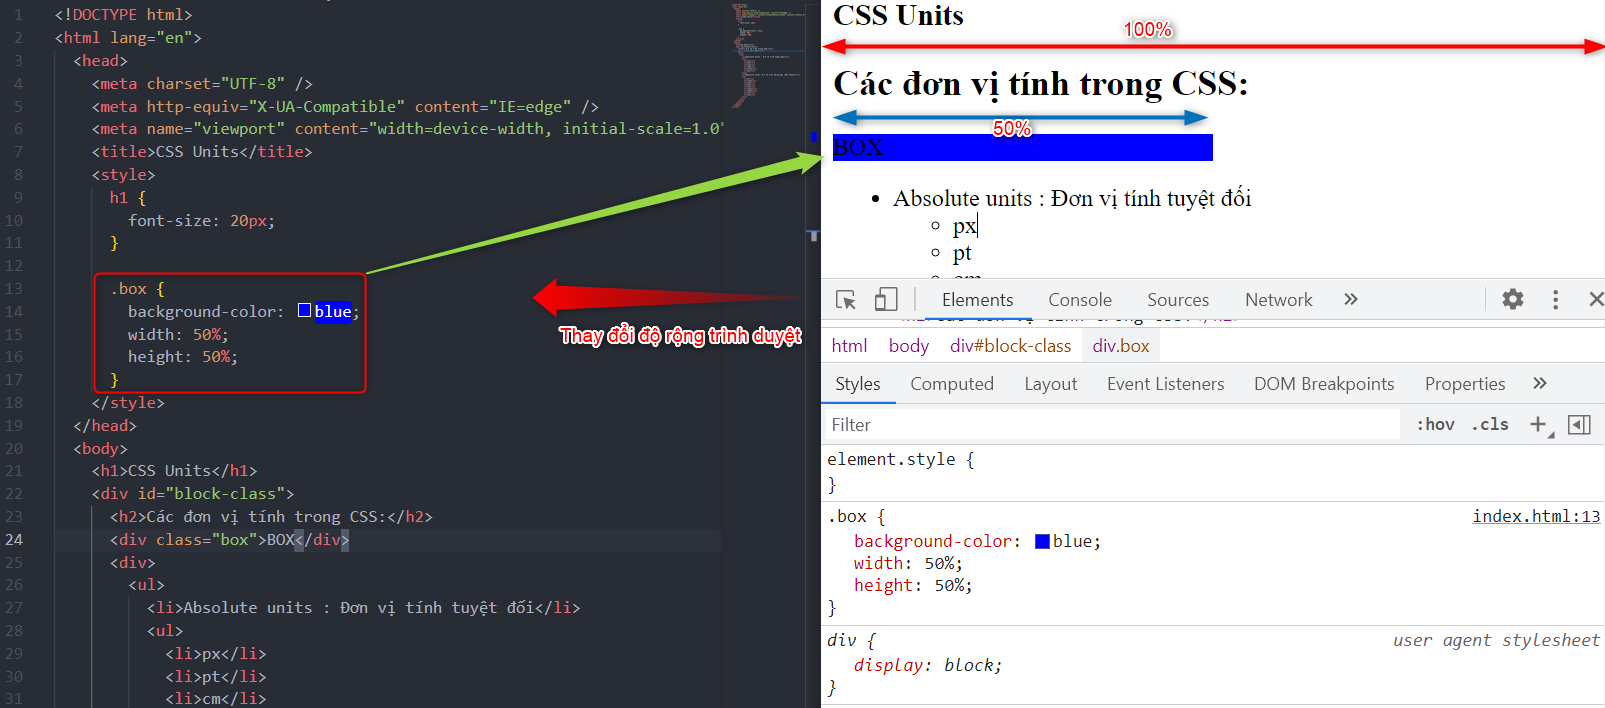 1 <!DOCTYPE html>
2 <html lang="en">
3 <head>
4 <meta charset="UTF-8" />
5 <meta http-equiv="X-UA-Compatible" content="IE=edge" />
6 <meta name="viewport" content="width=device-width, initial-scale=1.0"
7 <title>CSS Units</title>
8 <style>
9 h1 {
10 font-size: 20px;
11 }
12
13 .box {
14 background-color: blue;
15 width: 50%;
16 height: 50%;
17 }
18 </style>
19 </head>
20 <body>
21 <h1>CSS Units</h1>
22 <div id="block-class">
23 <h2>Các đơn vị tính trong CSS:</h2>
24 <div class="box">BOX</div>
25 <div>
26 <ul>
27 <li>Absolute units : Đơn vị tính tuyệt đối</li>
28 <ul>
29 <li>px</li>
30 <li>pt</li>
31 <li>cm</li>
Thay đổi độ rộng trình duyệt
CSS Units
100%
Các đơn vị tính trong CSS:
50%
BOX
Absolute units : Đơn vị tính tuyệt đối
px
pt
Elements Console Sources Network »
html body div#block-class div.box
Styles Computed Layout Event Listeners DOM Breakpoints Properties »
Filter :hov .cls +
element.style {
}
.box { index.html:13
background-color: blue;
width: 50%;
height: 50%;
}
div { user agent stylesheet
display: block;
}